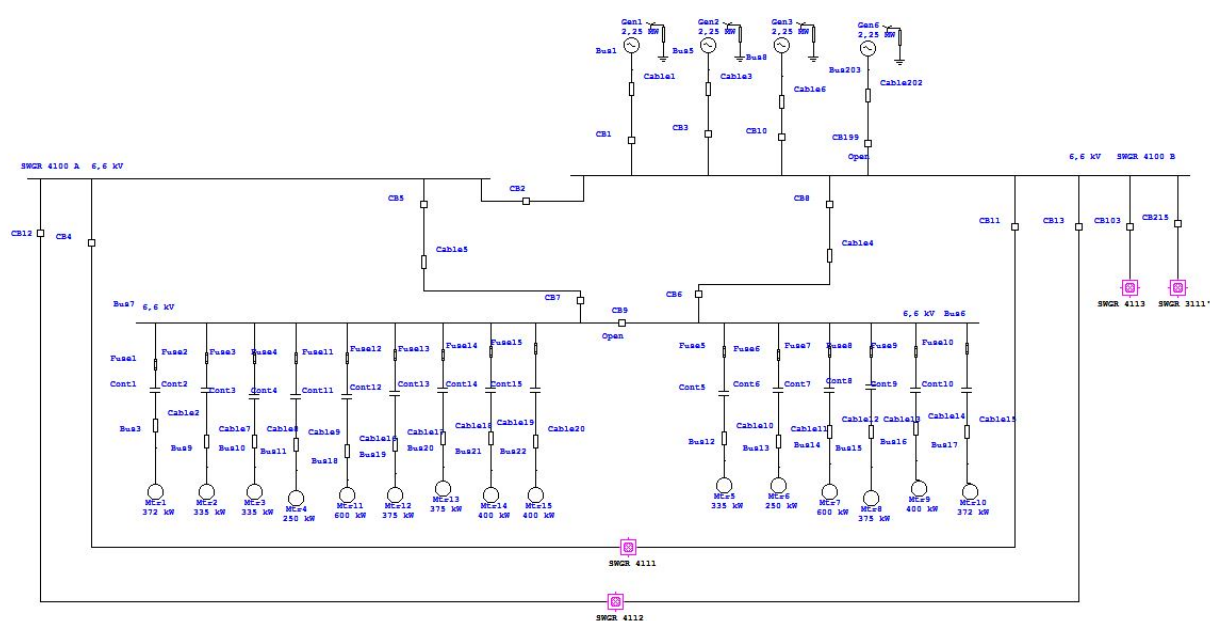 Gen1
2,25 MW
Gen2
2,25 MW
Gen3
2,25 MW
Gen6
2,25 MW
Bus1
Bus5
Bus8
Bus203
Cable1
Cable3
Cable6
Cable202
CB1
CB3
CB10
CB199
Open
SWGR 4100 A 6,6 kV
6,6 kV SWGR 4100 B
CB2
CB5
CB8
CB12
CB4
CB11
CB13
CB103
CB215
Cable5
Cable4
SWGR 4113
SWGR 3111'
CB7
CB6
Bus7 6,6 kV
CB9
Open
6,6 kV Bus6
Fuse1
Fuse2
Fuse3
Fuse4
Fuse11
Fuse12
Fuse13
Fuse14
Fuse15
Fuse5
Fuse6
Fuse7
Fuse8
Fuse9
Fuse10
Cont1
Cont2
Cont3
Cont4
Cont11
Cont12
Cont13
Cont14
Cont15
Cont5
Cont6
Cont7
Cont8
Cont9
Cont10
Cable2
Cable7
Cable8
Cable9
Cable16
Cable17
Cable18
Cable19
Cable20
Cable10
Cable11
Cable12
Cable13
Cable14
Cable15
Bus3
Bus9
Bus10
Bus11
Bus18
Bus19
Bus20
Bus21
Bus22
Bus12
Bus13
Bus14
Bus15
Bus16
Bus17
Mtr1
372 kW
Mtr2
335 kW
Mtr3
335 kW
Mtr4
250 kW
Mtr11
600 kW
Mtr12
375 kW
Mtr13
375 kW
Mtr14
400 kW
Mtr15
400 kW
Mtr5
335 kW
Mtr6
250 kW
Mtr7
600 kW
Mtr8
375 kW
Mtr9
400 kW
Mtr10
372 kW
SWGR 4111
SWGR 4112